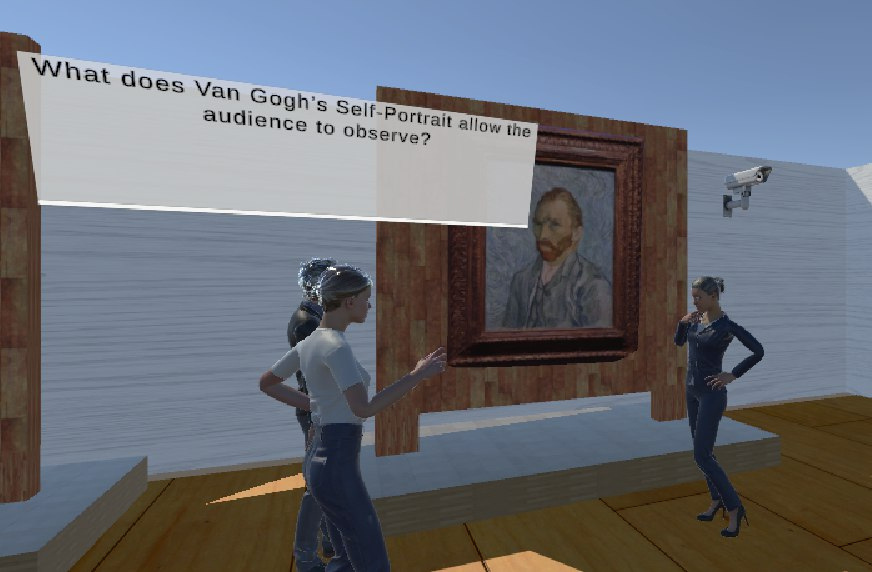 What does Van Gogh's Self-Portrait allow the
audience to observe?